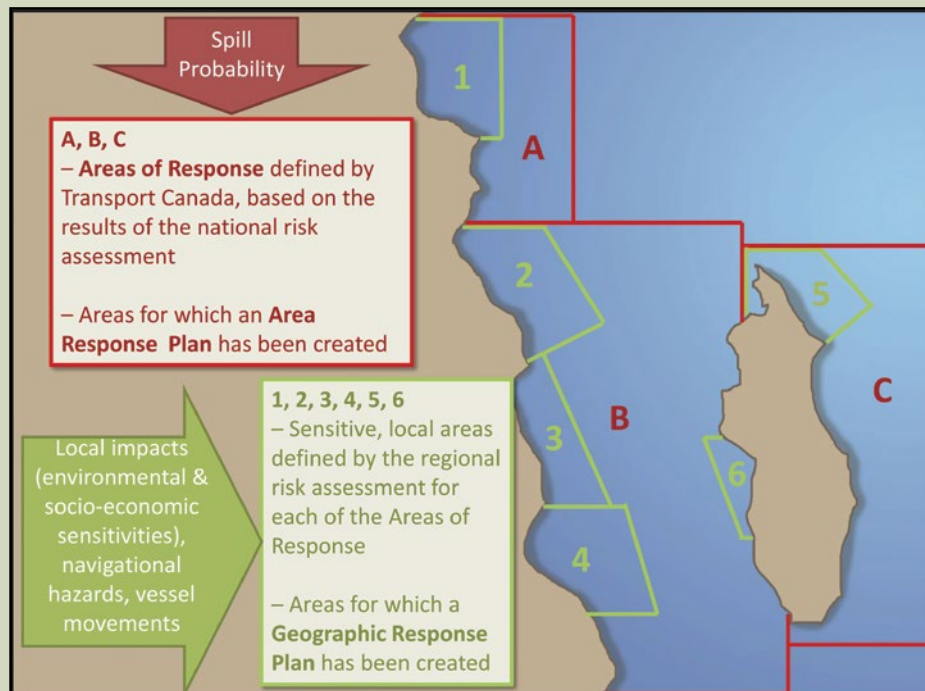 Spill
Probability
A, B, C
– Areas of Response defined by
Transport Canada, based on the
results of the national risk
assessment
– Areas for which an Area
Response Plan has been created
Local impacts
(environmental &
socio-economic
sensitivities),
navigational
hazards, vessel
movements
1, 2, 3, 4, 5, 6
– Sensitive, local areas
defined by the regional
risk assessment for
each of the Areas of
Response
– Areas for which a
Geographic Response
Plan has been created
1
A
2
5
B
C
3
6
4